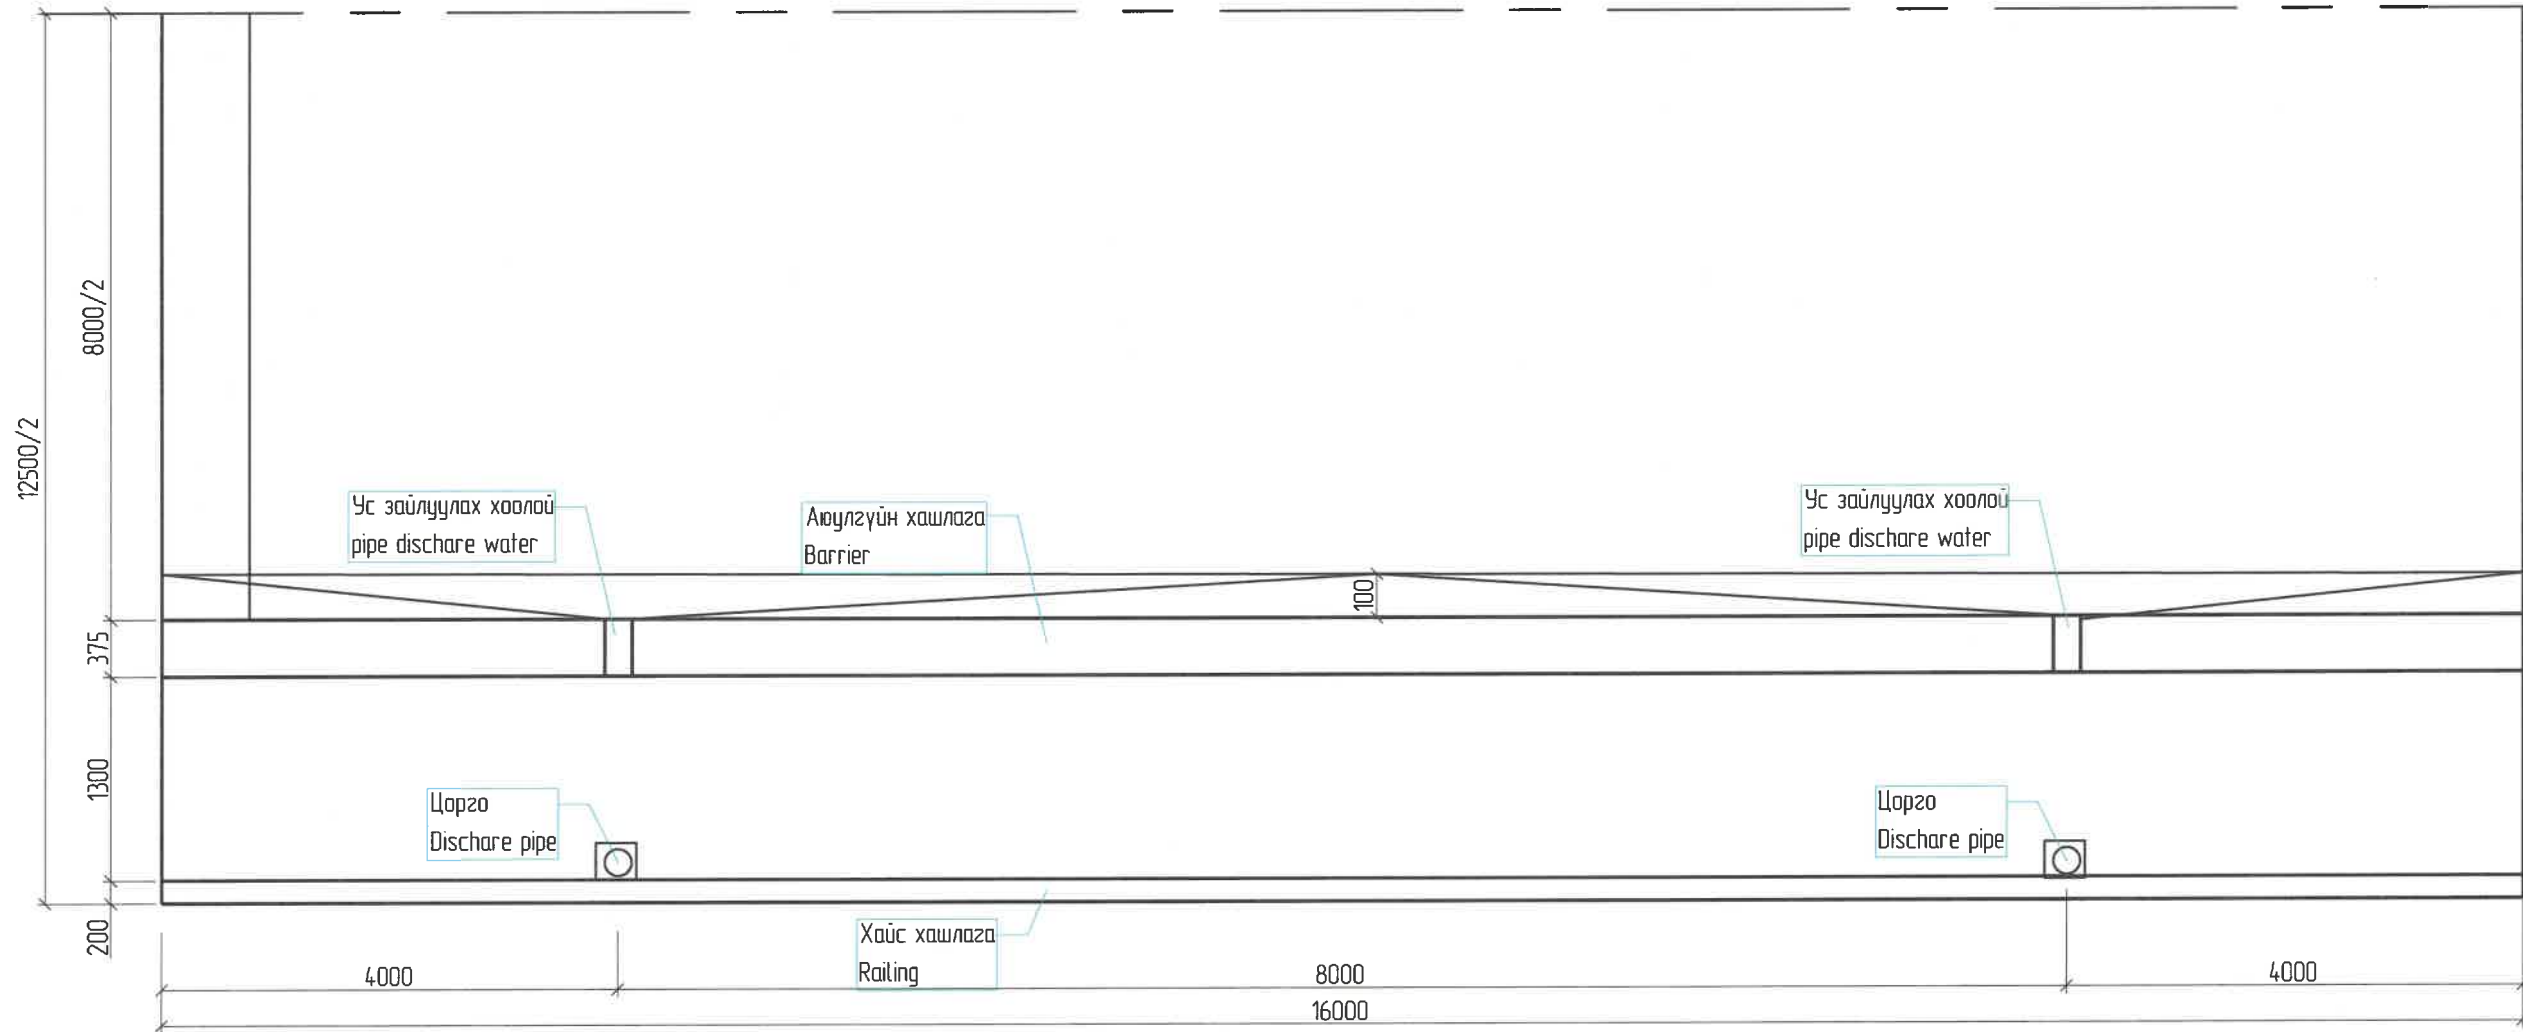 12500/2
8000/2
375
1300
200
Ус зайлуулах хоолой
pipe dischare water
Аюулгүйн хашлага
Barrier
Ус зайлуулах хоолой
pipe dischare water
100
Цорго
Dischare pipe
Цорго
Dischare pipe
Хайс хашлага
Railing
4000
8000
4000
16000